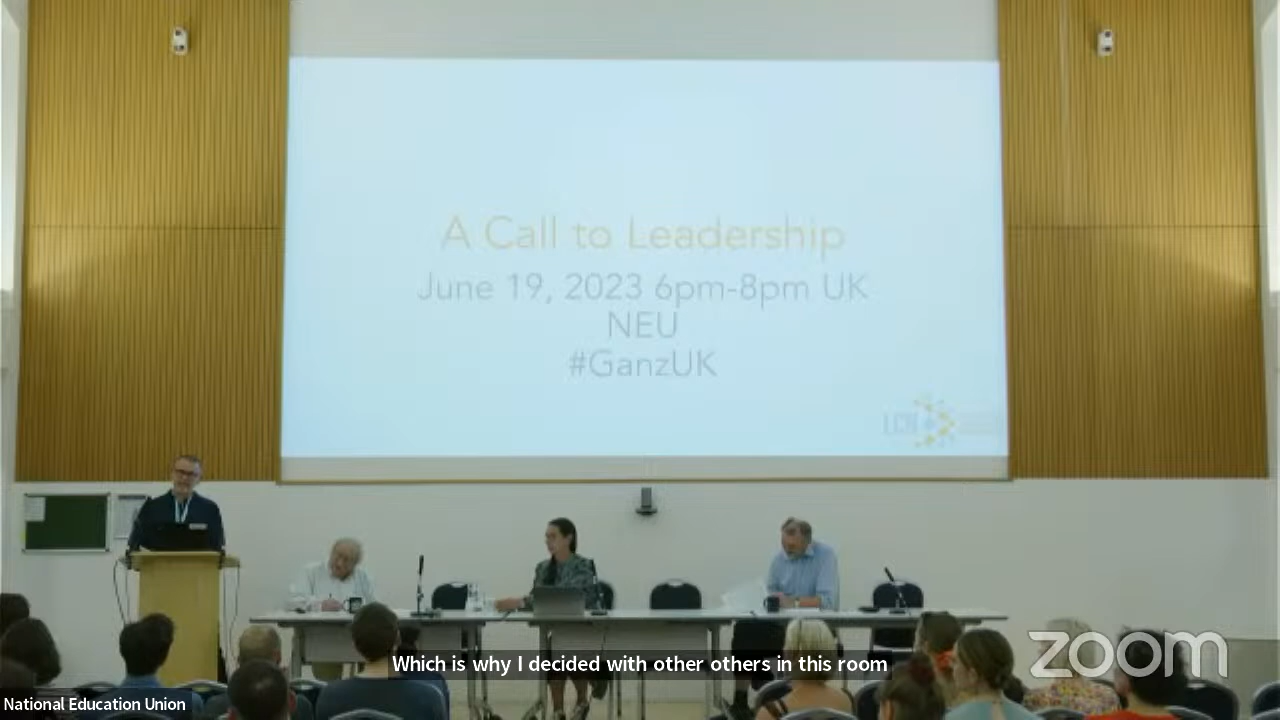 A Call to Leadership
June 19, 2023 6pm-8pm UK
NEU
#GanzUK
LCN
Which is why I decided with other others in this room
zoom
National Education Union